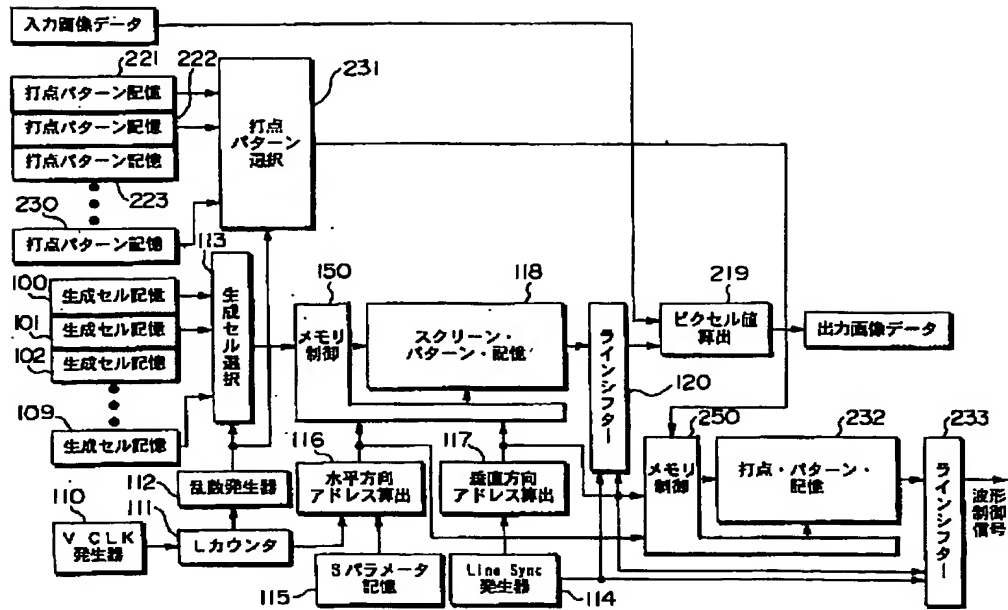 入力画像データ
221
222
231
打点パターン記憶
打点パターン記憶
打点パターン記憶
打点
パターン
選択
223
230
打点パターン記憶
113
100
生成セル記憶
101
生成セル記憶
102
生成セル記憶
109
生成セル記憶
生成セル選択
150
メモリ
制御
118
スクリーン・
パターン・記憶
ラインシフター
120
219
ピクセル値
算出
出力画像データ
250
メモリ
制御
232
打点・パターン・
記憶
233
ラインシフター
波形
制御
信号
112
乱数発生器
116
水平方向
アドレス算出
117
垂直方向
アドレス算出
110
V CLK
発生器
111
Lカウンタ
Sパラメータ
記憶
115
Line Sync
発生器
114